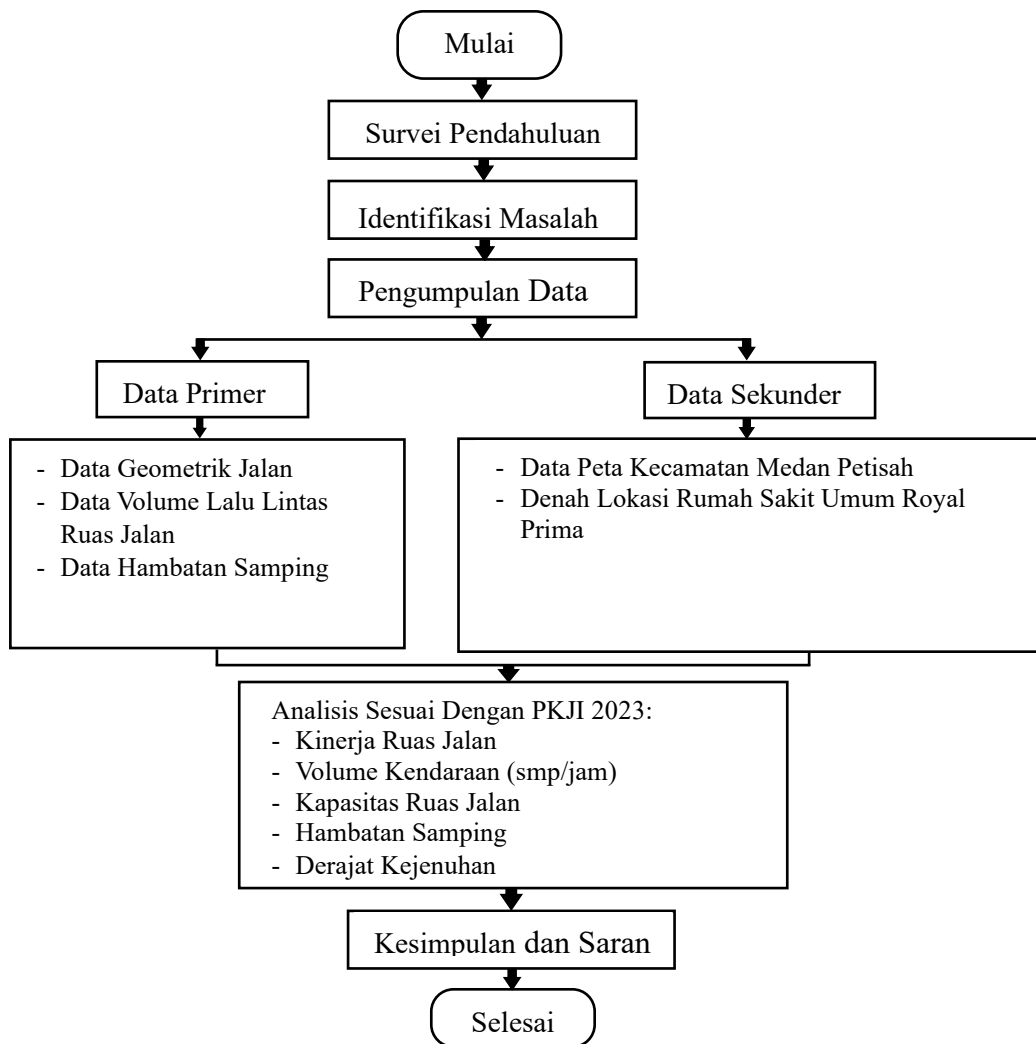 Mulai
Survei Pendahuluan
Identifikasi Masalah
Pengumpulan Data
Data Primer
Data Sekunder
- Data Geometrik Jalan
- Data Volume Lalu Lintas
Ruas Jalan
- Data Hambatan Samping
- Data Peta Kecamatan Medan Petisah
- Denah Lokasi Rumah Sakit Umum Royal
Prima
Analisis Sesuai Dengan PKJI 2023:
- Kinerja Ruas Jalan
- Volume Kendaraan (smp/jam)
- Kapasitas Ruas Jalan
- Hambatan Samping
- Derajat Kejenuhan
Kesimpulan dan Saran
Selesai